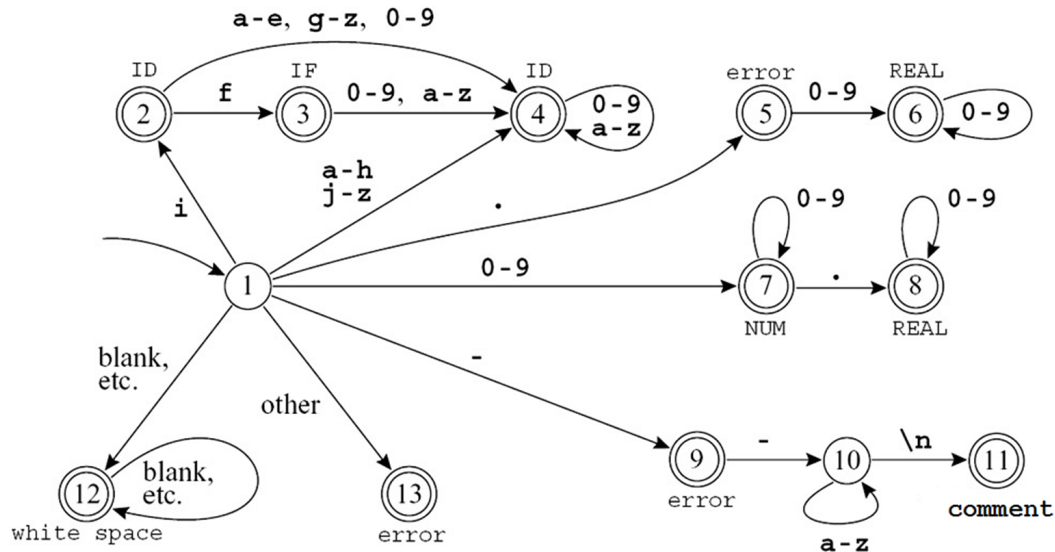 a-e, g-z, 0-9
ID
IF
ID
error
REAL
2
f
3
0-9, a-z
4
0-9
a-z
5
0-9
6
0-9
a-h
j-z
i
.
0-9
0-9
1
0-9
7
.
8
NUM
REAL
blank,
etc.
-
other
9
-
10
\n
11
error
comment
a-z
12
blank,
etc.
13
white space
error